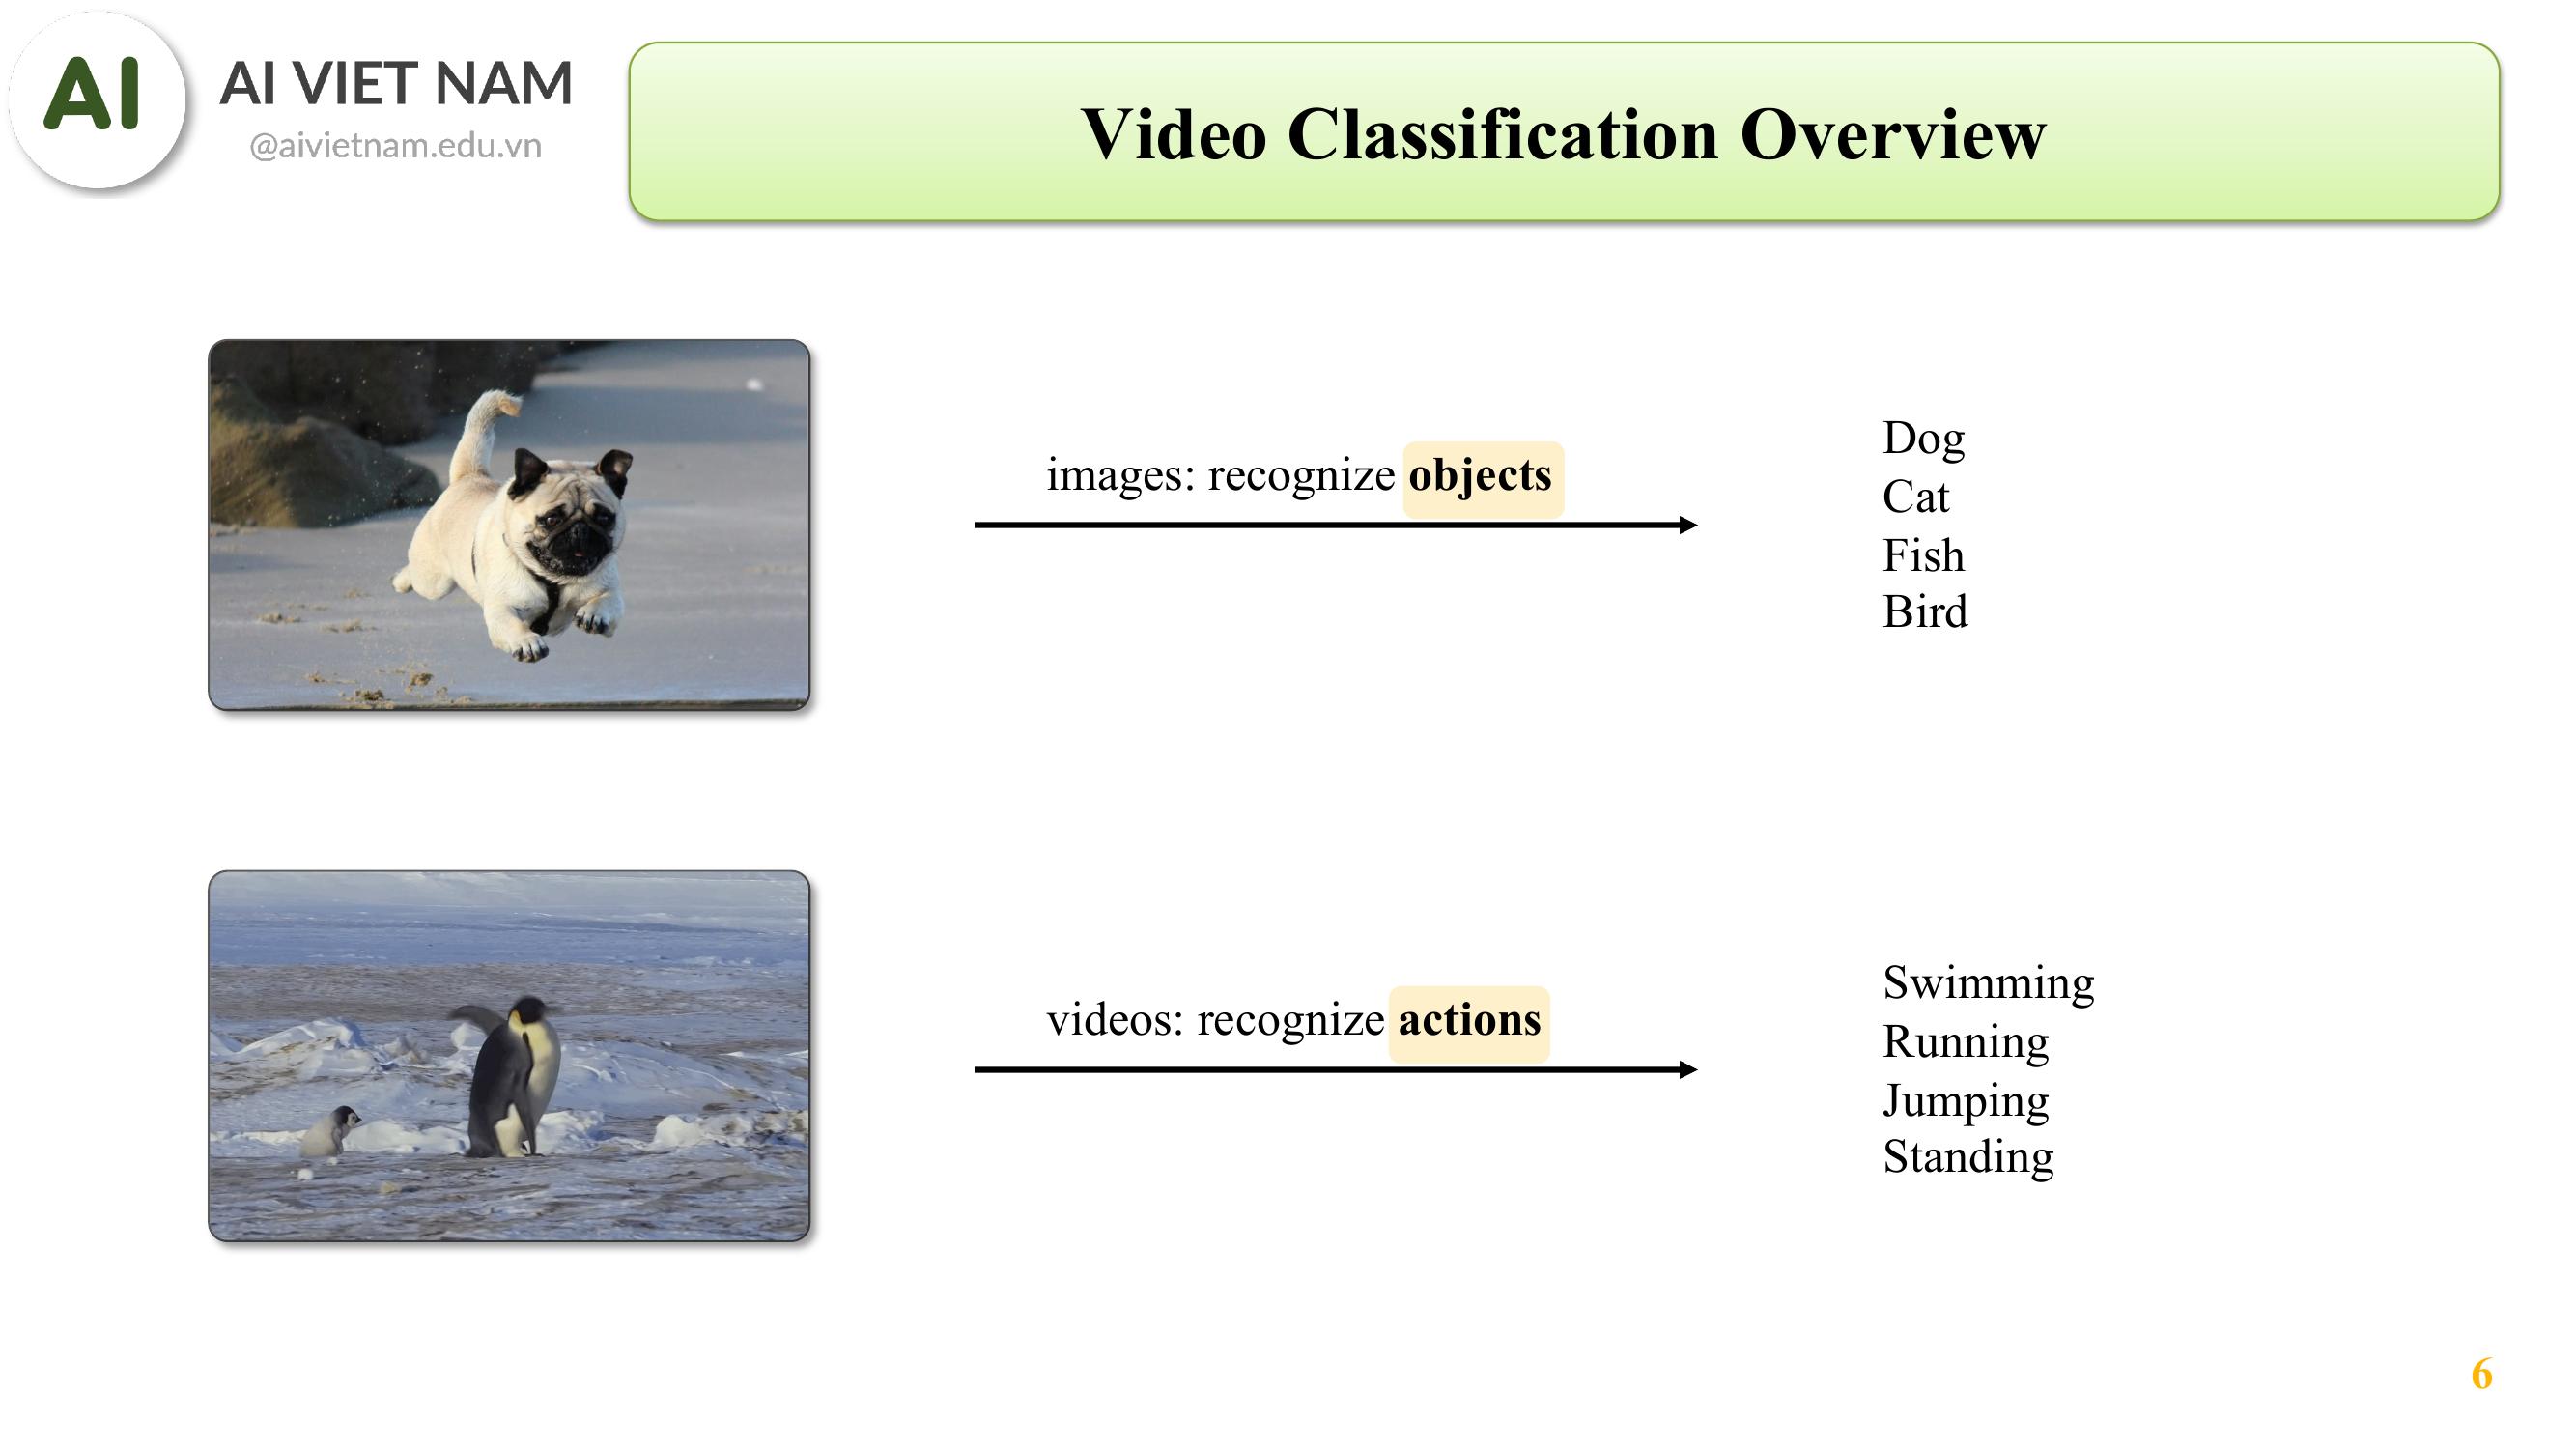 AI
AI VIET NAM
@aivietnam.edu.vn
Video Classification Overview
images: recognize objects
Dog
Cat
Fish
Bird
videos: recognize actions
Swimming
Running
Jumping
Standing
6